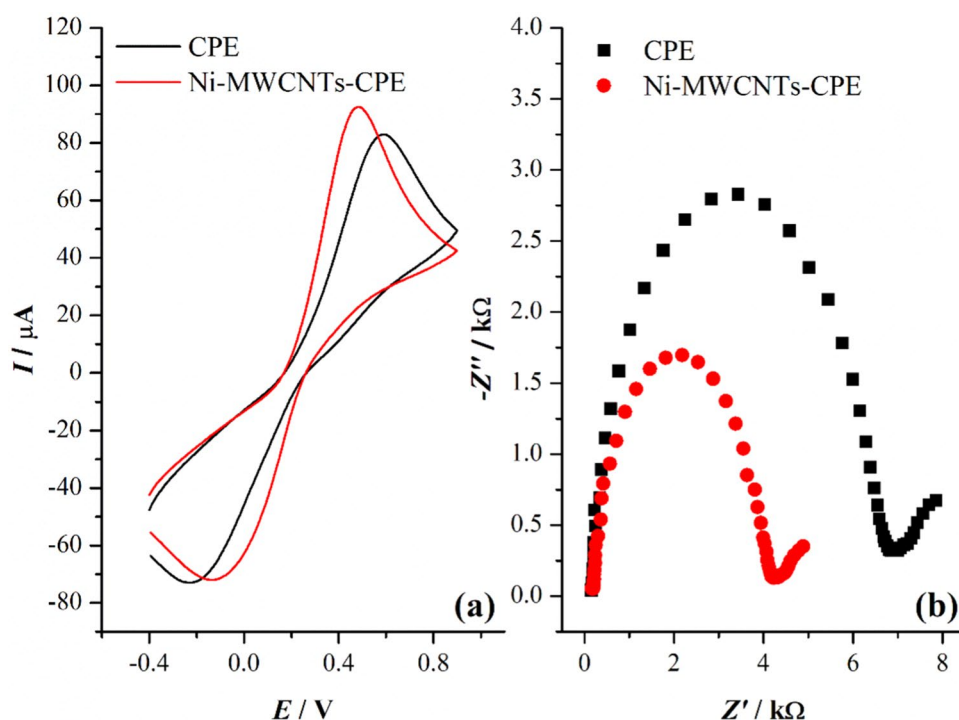 120
100
80
60
40
20
0
-20
-40
-60
-80
I / µA
CPE
Ni-MWCNTs-CPE
(a)
-0.4
0.0
0.4
0.8
E / V
4.0
3.5
3.0
2.5
2.0
1.5
1.0
0.5
0.0
-Z'' / kΩ
CPE
Ni-MWCNTs-CPE
(b)
0
2
4
6
8
Z' / kΩ